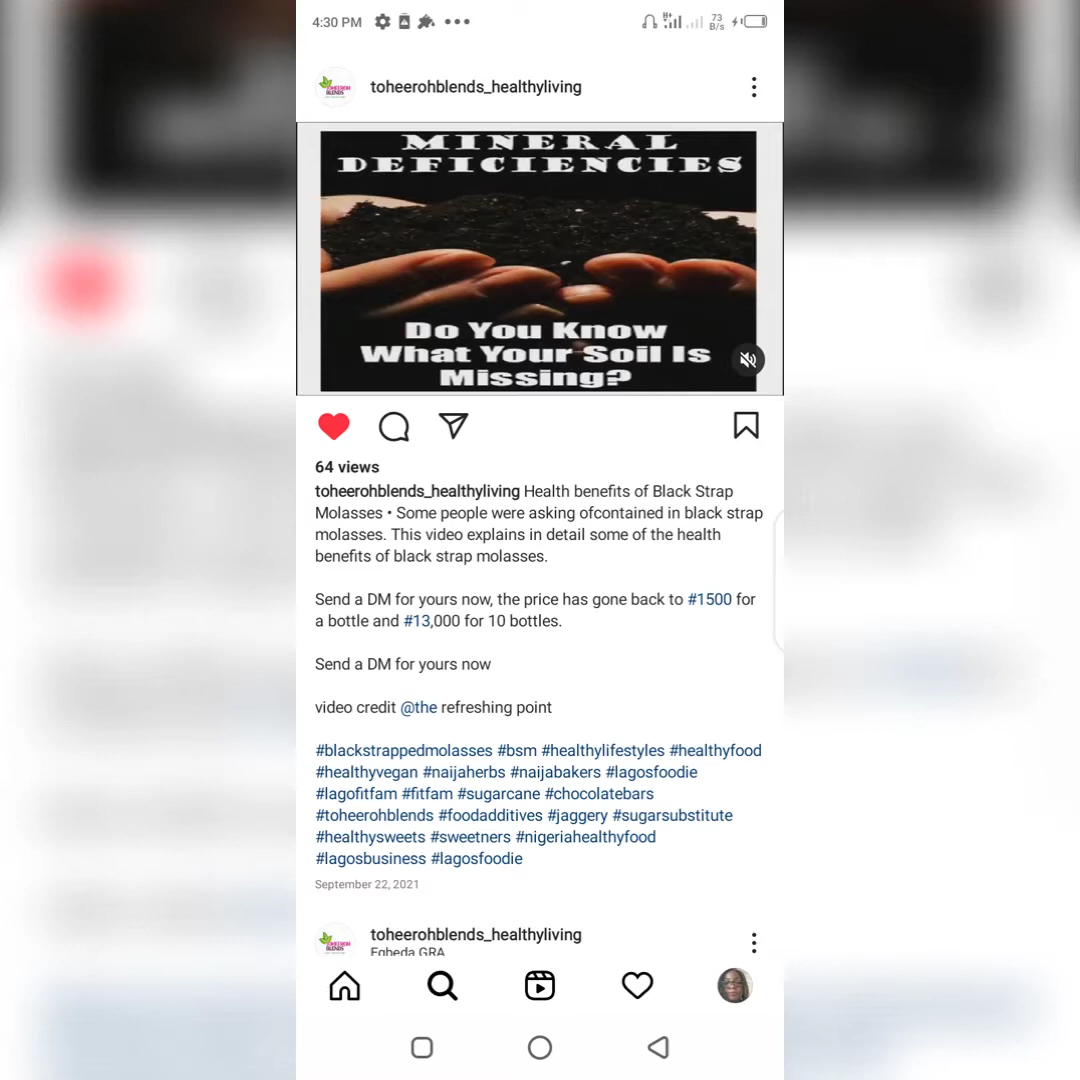 4:30 PM
73
B/s
H+
toheerohblends_healthyliving
MINERAL
DEFICIENCIES
Do You Know
What Your Soil Is
Missing?
64 views
toheerohblends_healthyliving Health benefits of Black Strap
Molasses • Some people were asking ofcontained in black strap
molasses. This video explains in detail some of the health
benefits of black strap molasses.
Send a DM for yours now, the price has gone back to #1500 for
a bottle and #13,000 for 10 bottles.
Send a DM for yours now
video credit @the refreshing point
#blackstrappedmolasses #bsm #healthylifestyles #healthyfood
#healthyvegan #naijaherbs #naijabakers #lagosfoodie
#lagofitfam #fitfam #sugarcane #chocolatebars
#toheerohblends #foodadditives #jaggery #sugarsubstitute
#healthysweets #sweetners #nigeriahealthyfood
#lagosbusiness #lagosfoodie
September 22, 2021
toheerohblends_healthyliving
Egbeda GRA